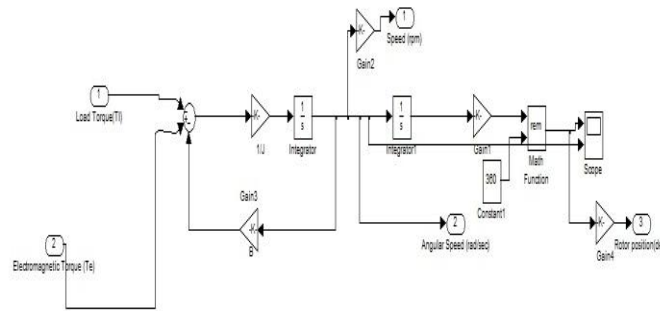 1
Speed (rpm)
-K-
Gain2
1
Load Torque(Tl)
-K-
1/J
1
s
Integrator
1
s
Integrator1
-K-
Gain1
rem
Math
Function
Scope
360
Constant1
Gain3
-K-
B
2
Angular Speed (rad/sec)
-K-
Gain4
3
Rotor position(de
2
Electromagnetic Torque (Te)